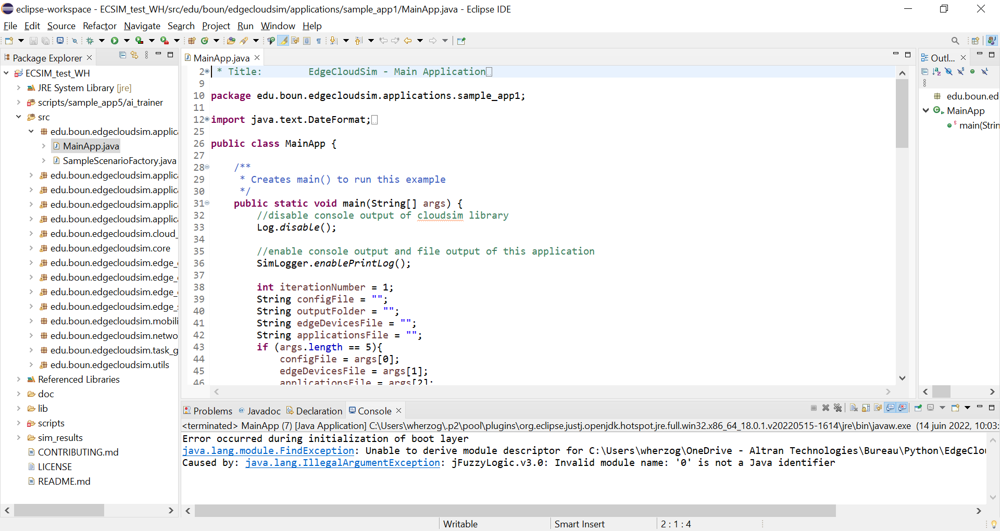 eclipse-workspace - ECSIM_test_WH/src/edu/boun/edgecloudsim/applications/sample_app1/MainApp.java - Eclipse IDE
File Edit Source Refactor Navigate Search Project Run Window Help
Package Explorer
ECSIM_test_WH
JRE System Library [jre]
scripts/sample_app5/ai_trainer
src
edu.boun.edgecloudsim.applic
MainApp.java
SampleScenarioFactory.java
edu.boun.edgecloudsim.applic
edu.boun.edgecloudsim.applic
edu.boun.edgecloudsim.applic
edu.boun.edgecloudsim.applic
edu.boun.edgecloudsim.cloud_
edu.boun.edgecloudsim.core
edu.boun.edgecloudsim.edge_
edu.boun.edgecloudsim.edge_
edu.boun.edgecloudsim.edge_
edu.boun.edgecloudsim.edge_
edu.boun.edgecloudsim.mobili
edu.boun.edgecloudsim.netwo
edu.boun.edgecloudsim.task_g
edu.boun.edgecloudsim.utils
Referenced Libraries
doc
lib
scripts
sim_results
CONTRIBUTING.md
LICENSE
README.md
MainApp.java
2 * Title:        EdgeCloudSim - Main Application
9
10 package edu.boun.edgecloudsim.applications.sample_app1;
11
12 import java.text.DateFormat;
25
26 public class MainApp {
27
28     /**
29      * Creates main() to run this example
30      */
31     public static void main(String[] args) {
32         //disable console output of cloudsim library
33         Log.disable();
34
35         //enable console output and file output of this application
36         SimLogger.enablePrintLog();
37
38         int iterationNumber = 1;
39         String configFile = "";
40         String outputFolder = "";
41         String edgeDevicesFile = "";
42         String applicationsFile = "";
43         if (args.length == 5){
44             configFile = args[0];
45             edgeDevicesFile = args[1];
46             applicationsFile = args[2];
Outl...
edu.boun.ed
MainApp
main(Strin
Problems Javadoc Declaration Console
<terminated> MainApp (7) [Java Application] C:\Users\wherzog\.p2\pool\plugins\org.eclipse.justj.openjdk.hotspot.jre.full.win32.x86_64_18.0.1.v20220515-1614\jre\bin\javaw.exe (14 juin 2022, 10:03:
Error occurred during initialization of boot layer
java.lang.module.FindException: Unable to derive module descriptor for C:\Users\wherzog\OneDrive - Altran Technologies\Bureau\Python\EdgeClou
Caused by: java.lang.IllegalArgumentException: jFuzzyLogic.v3.0: Invalid module name: '0' is not a Java identifier
Writable Smart Insert 2 : 1 : 4